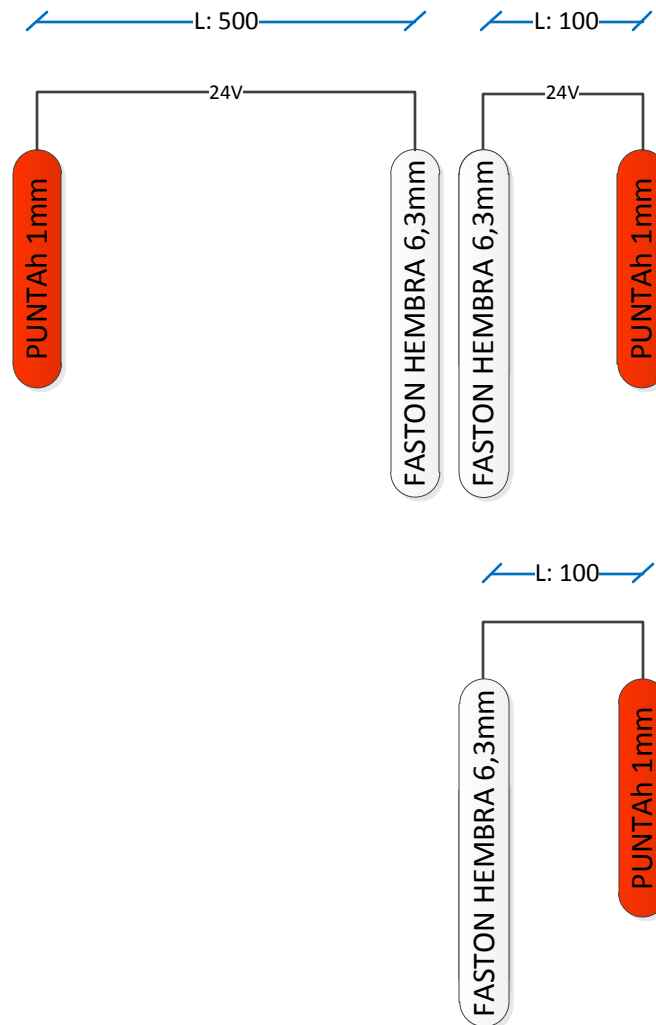 L: 500
L: 100
24V
24V
PUNTAh 1mm
FASTON HEMBRA 6,3mm
FASTON HEMBRA 6,3mm
PUNTAh 1mm
L: 100
FASTON HEMBRA 6,3mm
PUNTAh 1mm